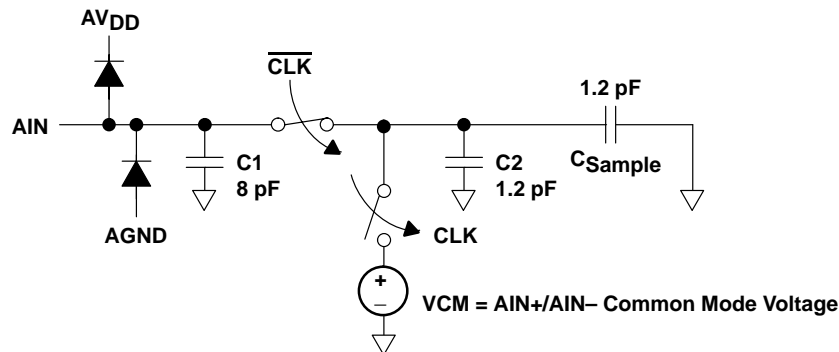 AVDD
CLK
1.2 pF
AIN
C1
8 pF
C2
1.2 pF
CSample
AGND
CLK
+
–
VCM = AIN+/AIN– Common Mode Voltage